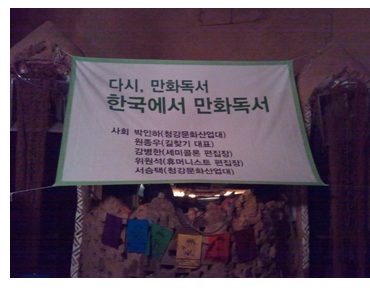 다시, 만화독서
한국에서 만화독서
사회 박인하(청강문화산업대)
원종우(길찾기 대표)
강병한(세미콜론 편집장)
위원석(휴머니스트 편집장)
서승택(청강문화산업대)